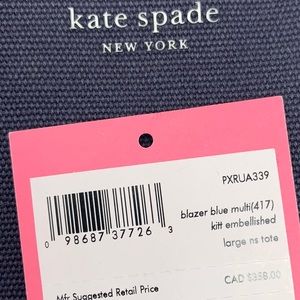 kate spade
NEW YORK
PXRUA339
blazer blue multi(417)
kitt embellished
large ns tote
0 98687 37726 3
Mfr Suggested Retail Price
CAD $358.00